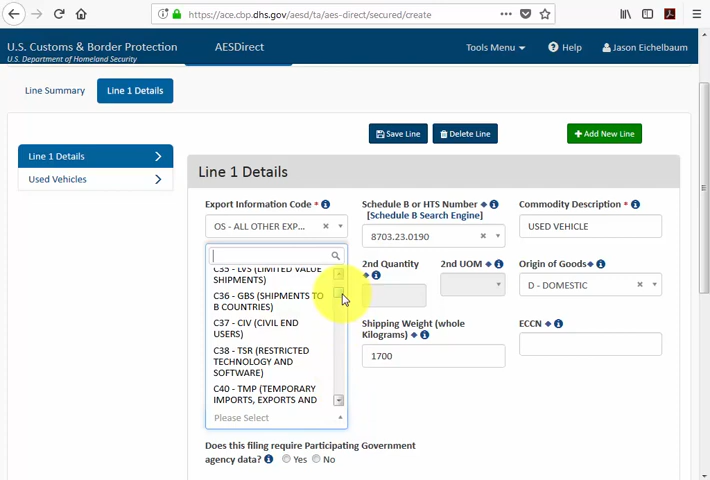 https://ace.cbp.dhs.gov/aesd/ta/aes-direct/secured/create
U.S. Customs & Border Protection
U.S. Department of Homeland Security
AESDirect
Tools Menu
Help
Jason Eichelbaum
Line Summary
Line 1 Details
Save Line
Delete Line
Add New Line
Line 1 Details
Used Vehicles
Line 1 Details
Export Information Code *
OS - ALL OTHER EXP...
Schedule B or HTS Number
[Schedule B Search Engine]
8703.23.0190
Commodity Description *
USED VEHICLE
C35 - LVS (LIMITED VALUE
SHIPMENTS)
C36 - GBS (SHIPMENTS TO
B COUNTRIES)
C37 - CIV (CIVIL END
USERS)
C38 - TSR (RESTRICTED
TECHNOLOGY AND
SOFTWARE)
C40 - TMP (TEMPORARY
IMPORTS, EXPORTS AND
Please Select
2nd Quantity
2nd UOM
Origin of Goods
D - DOMESTIC
Shipping Weight (whole
Kilograms)
1700
ECCN
Does this filing require Participating Government
agency data?
Yes
No